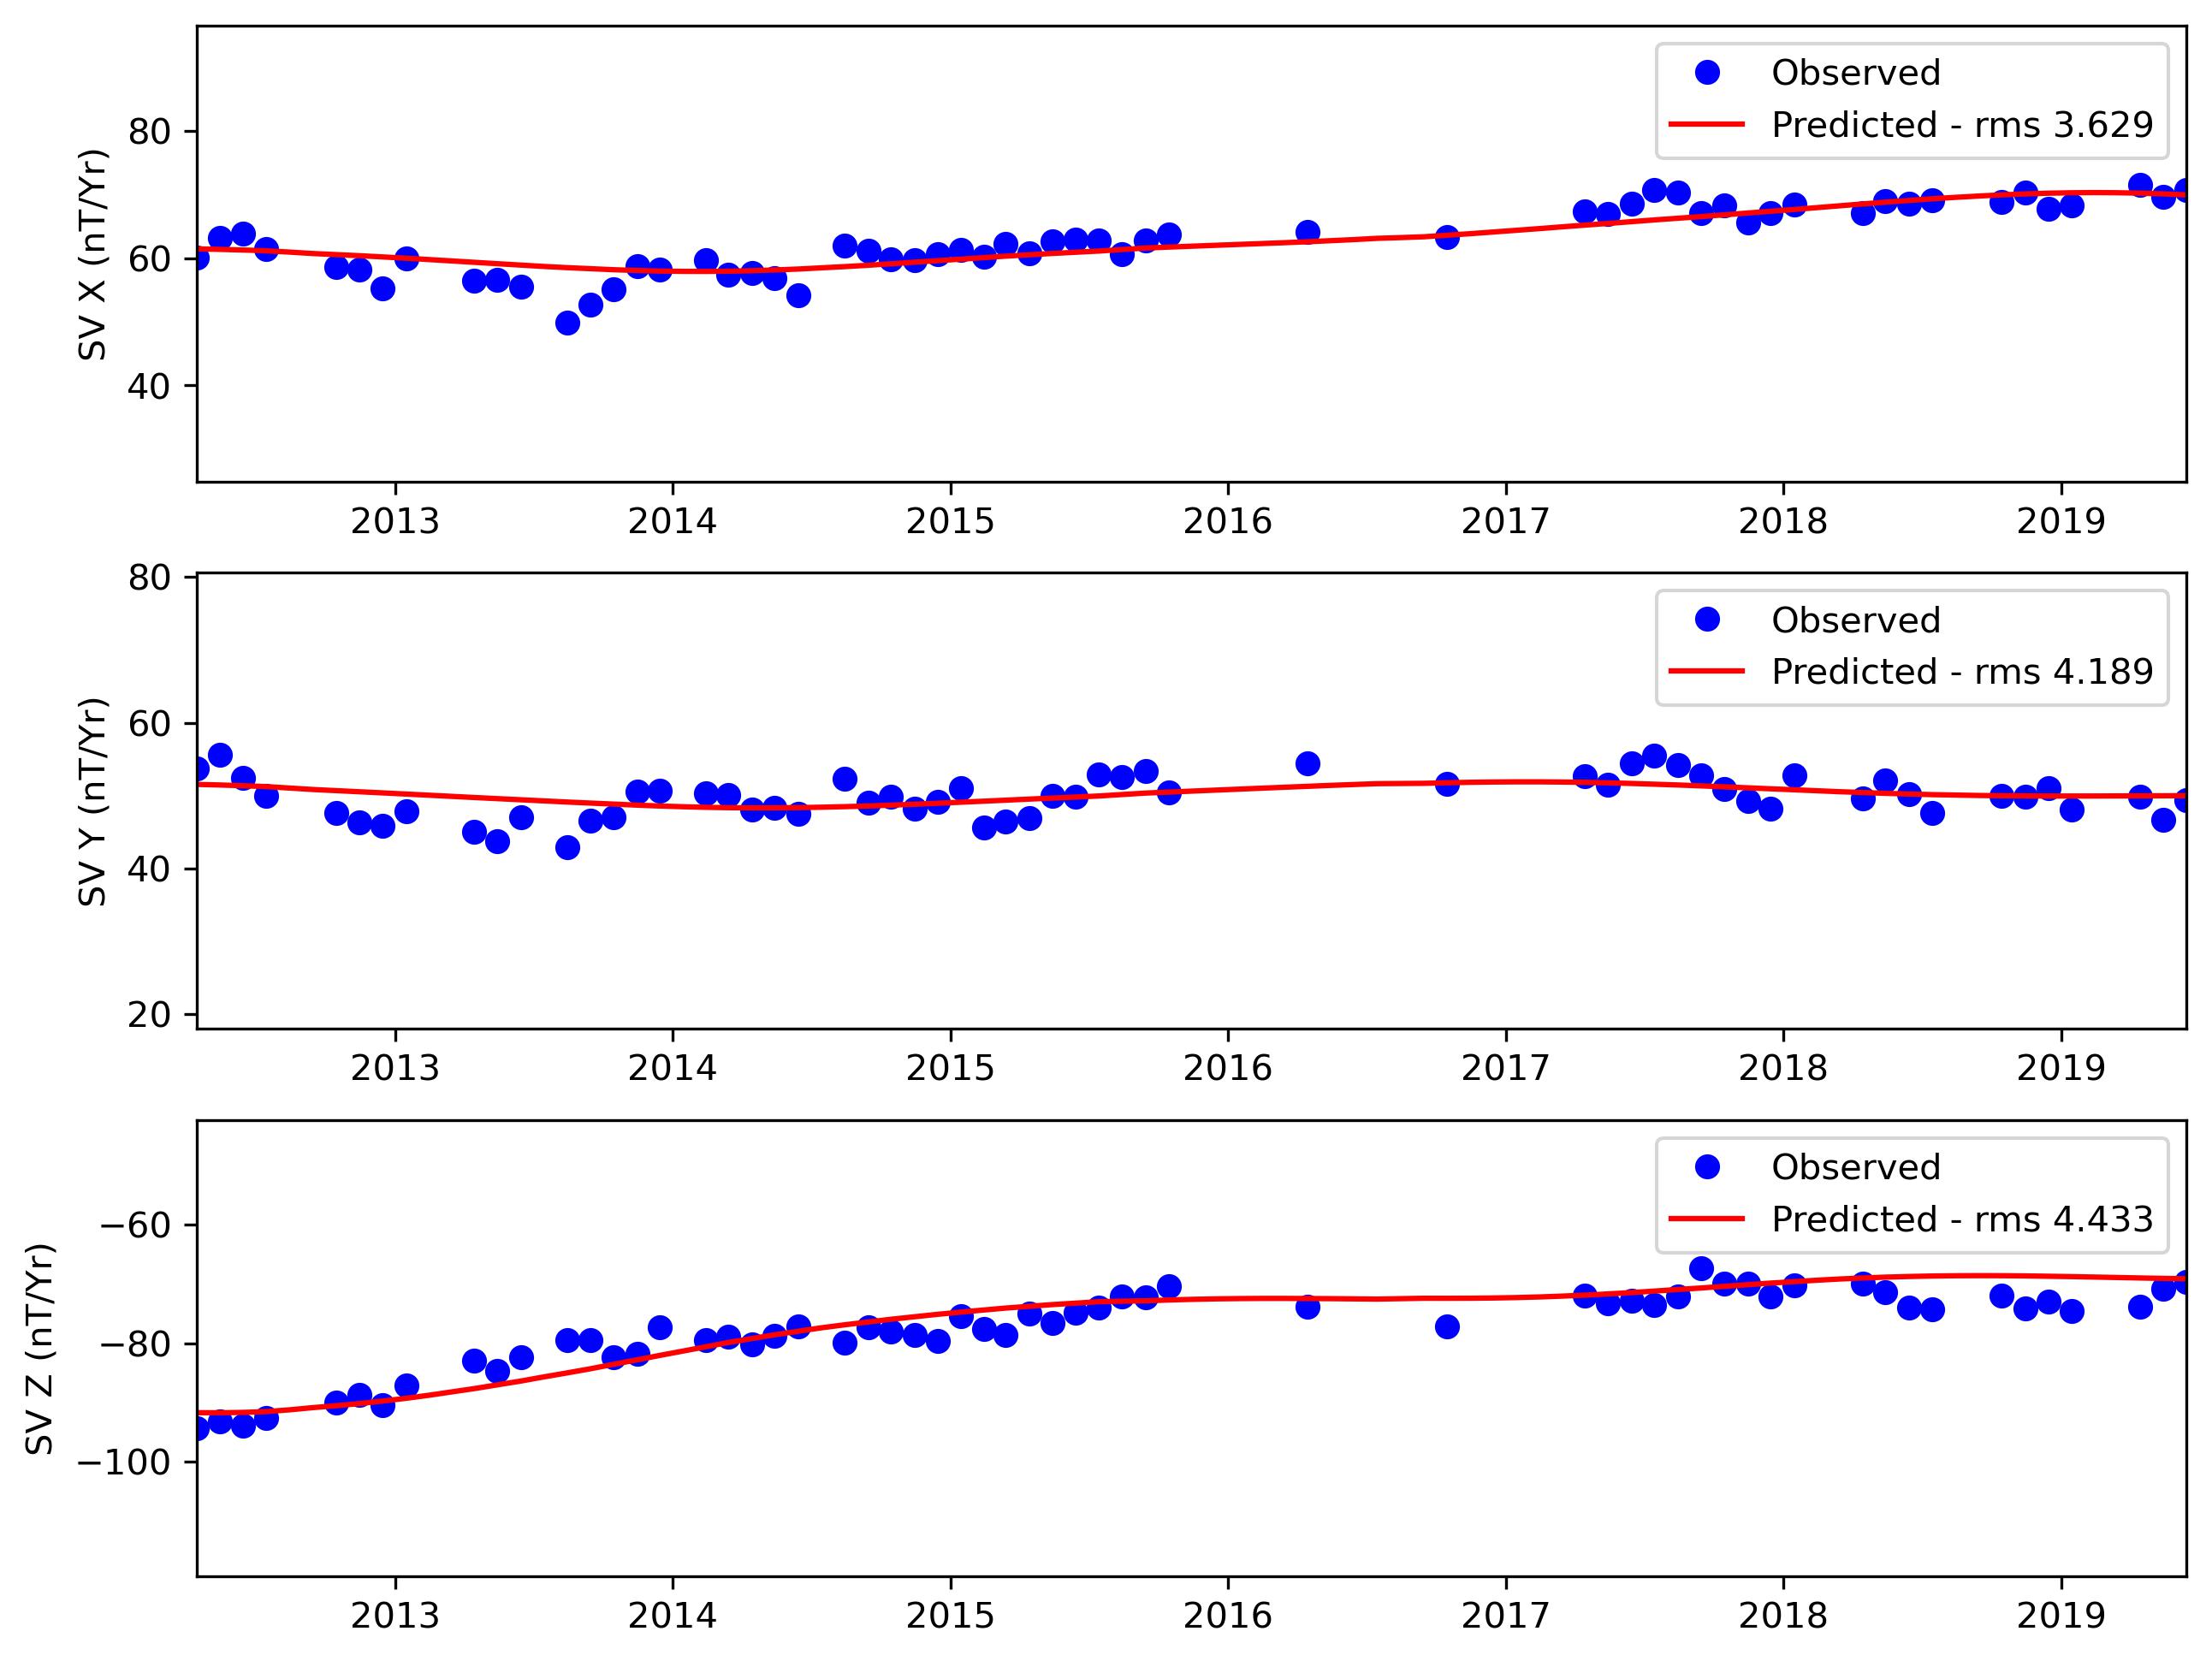 80
60
40
SV X (nT/Yr)
Observed
Predicted - rms 3.629
2013 2014 2015 2016 2017 2018 2019
80
60
40
20
SV Y (nT/Yr)
Observed
Predicted - rms 4.189
2013 2014 2015 2016 2017 2018 2019
−60
−80
−100
SV Z (nT/Yr)
Observed
Predicted - rms 4.433
2013 2014 2015 2016 2017 2018 2019